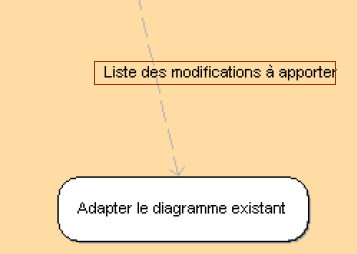 Liste des modifications à apporter
Adapter le diagramme existant